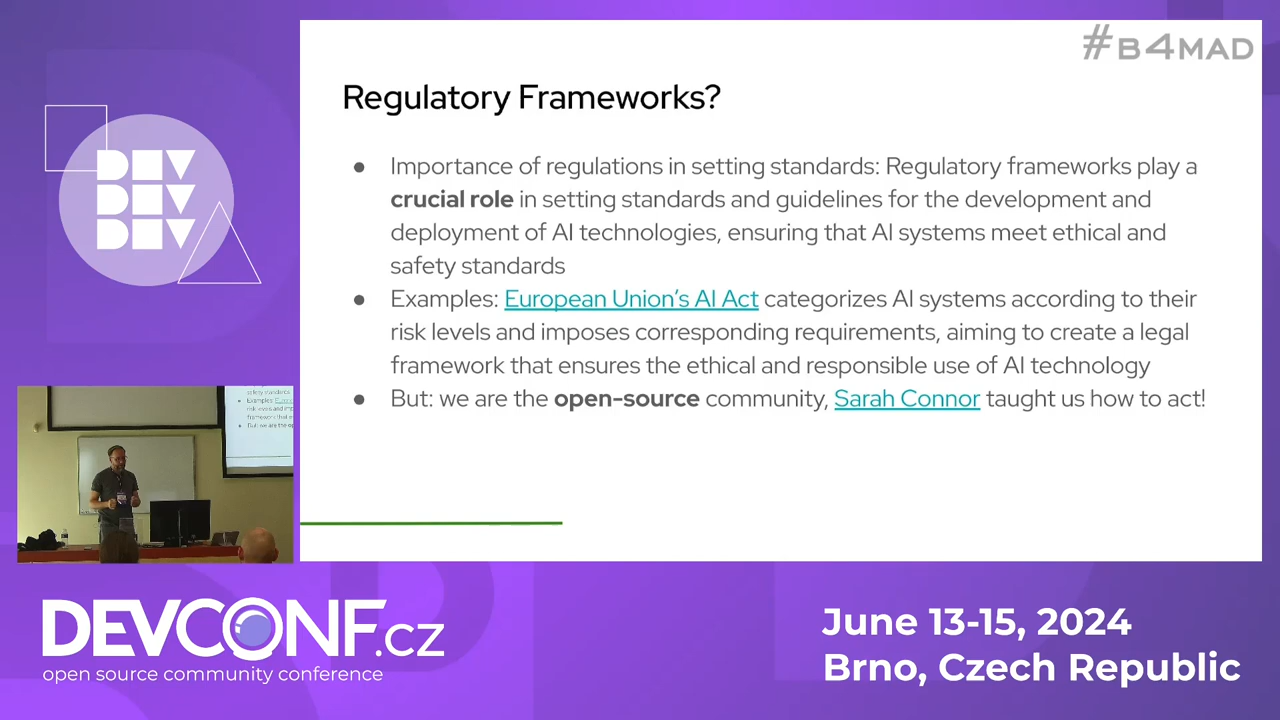 #B4MAD
Regulatory Frameworks?
● Importance of regulations in setting standards: Regulatory frameworks play a
crucial role in setting standards and guidelines for the development and
deployment of AI technologies, ensuring that AI systems meet ethical and
safety standards
● Examples: European Union's AI Act categorizes AI systems according to their
risk levels and imposes corresponding requirements, aiming to create a legal
framework that ensures the ethical and responsible use of AI technology
● But: we are the open-source community, Sarah Connor taught us how to act!
DEV
DEV
DEV
safety standards
DEVCONF.cz
open source community conference
June 13-15, 2024
Brno, Czech Republic